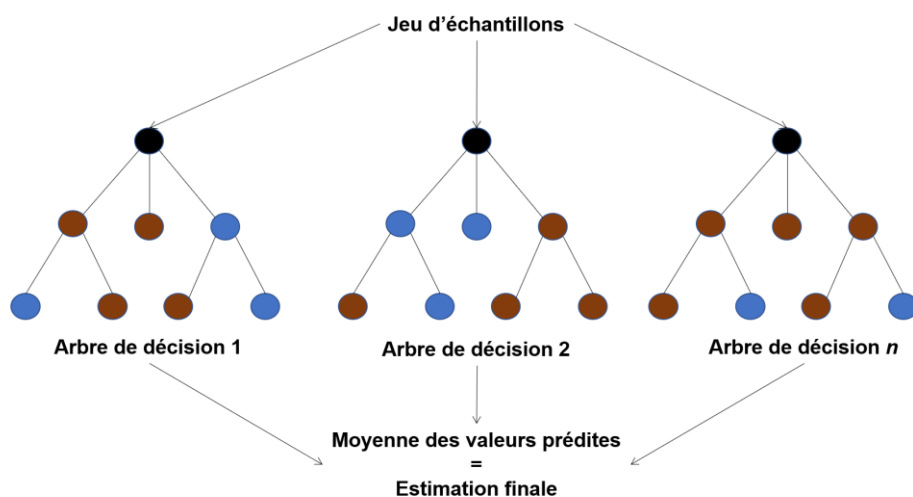 Jeu d'échantillons
Arbre de décision 1
Arbre de décision 2
Arbre de décision n
Moyenne des valeurs prédites
=
Estimation finale